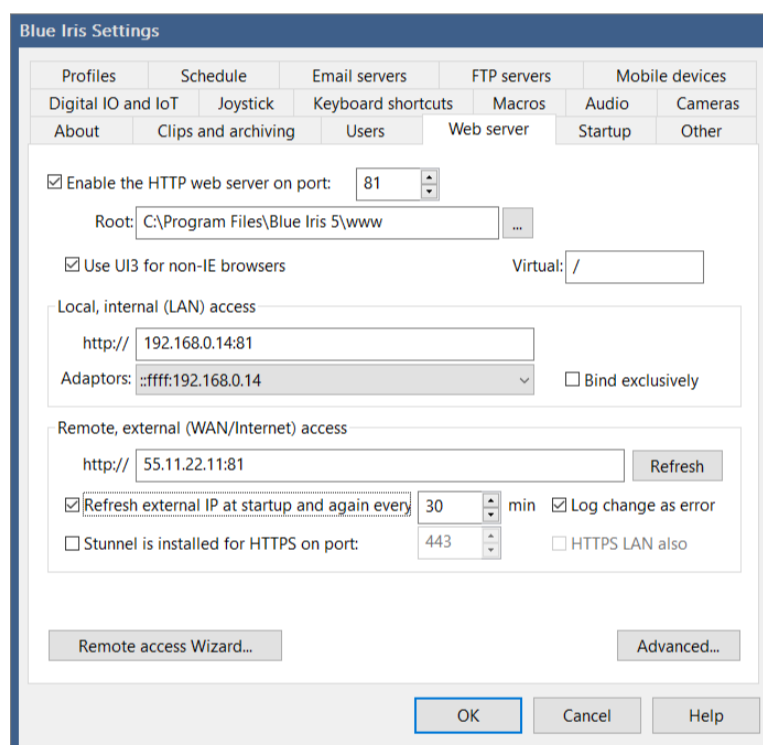 Blue Iris Settings
Profiles Schedule Email servers FTP servers Mobile devices
Digital IO and IoT Joystick Keyboard shortcuts Macros Audio Cameras
About Clips and archiving Users Web server Startup Other
Enable the HTTP web server on port: 81
Root: C:\Program Files\Blue Iris 5\www ...
Use UI3 for non-IE browsers Virtual: /
Local, internal (LAN) access
http:// 192.168.0.14:81
Adaptors: ::ffff:192.168.0.14 Bind exclusively
Remote, external (WAN/Internet) access
http:// 55.11.22.11:81 Refresh
Refresh external IP at startup and again every 30 min Log change as error
Stunnel is installed for HTTPS on port: 443 HTTPS LAN also
Remote access Wizard... Advanced...
OK Cancel Help